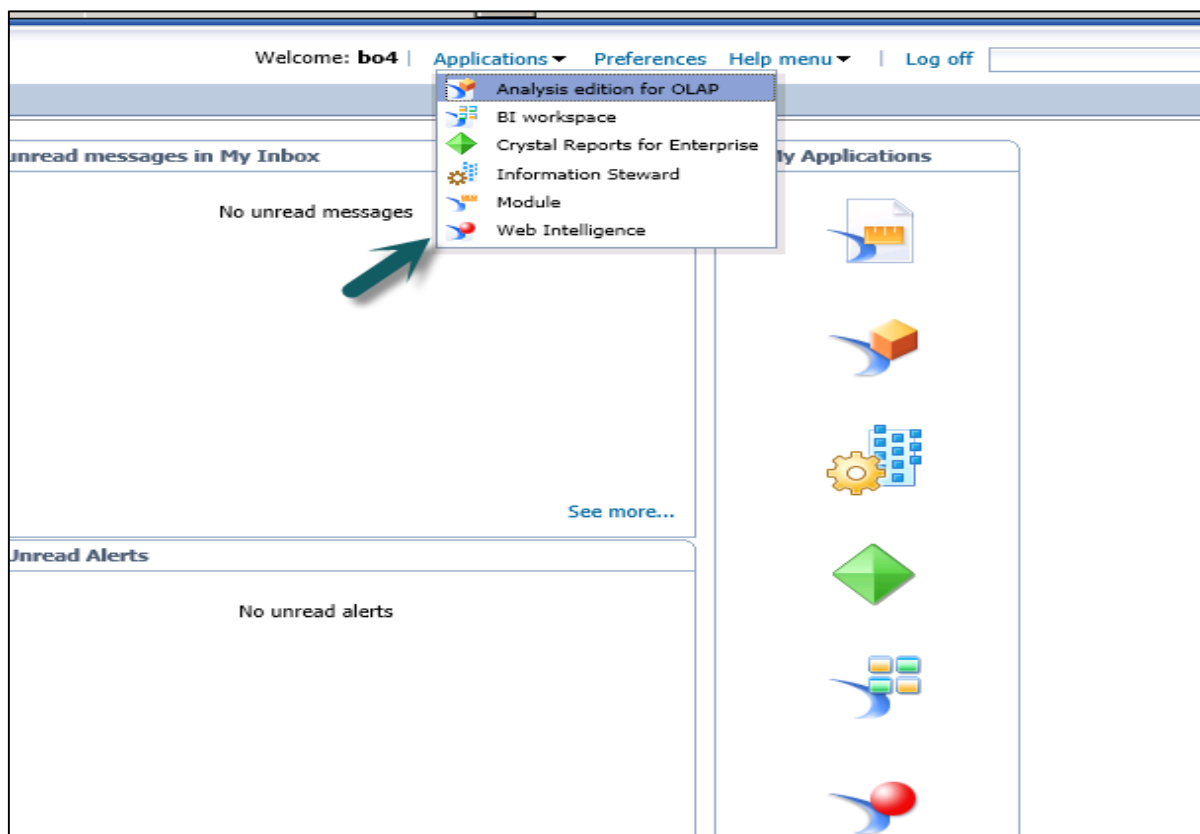 Welcome: bo4 | Applications Preferences Help menu | Log off
Analysis edition for OLAP
BI workspace
Crystal Reports for Enterprise
Information Steward
Module
Web Intelligence
unread messages in My Inbox
No unread messages
See more...
Unread Alerts
No unread alerts
My Applications